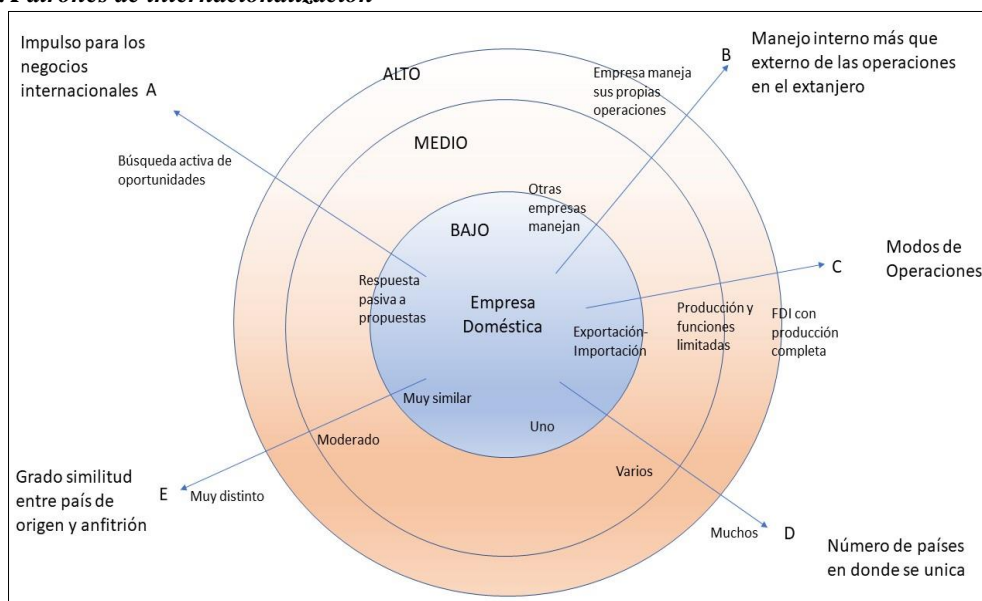 . Patrones de internacionalización
Impulso para los
negocios
internacionales A
Manejo interno más que
externo de las operaciones
en el extanjero
B
ALTO
Empresa maneja
sus propias
operaciones
MEDIO
Búsqueda activa de
oportunidades
Otras
empresas
manejan
BAJO
Modos de
Operaciones
C
Respuesta
pasiva a
propuestas
Empresa
Doméstica
Exportación-
Importación
Producción y
funciones
limitadas
FDI con
producción
completa
Muy similar
Uno
Moderado
Varios
Grado similitud
entre país de
origen y anfitrión
E
Muy distinto
Muchos
D
Número de países
en donde se unica